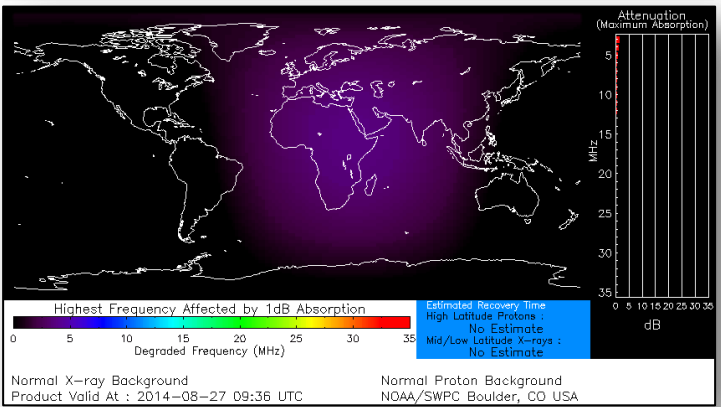 Attenuation
(Maximum Absorption)
5
10
15
MHz
20
25
30
35
0 5 10 15 20 25 30 35
dB
Highest Frequency Affected by 1dB Absorption
0 5 10 15 20 25 30 35
Degraded Frequency (MHz)
Estimated Recovery Time
High Latitude Protons :
No Estimate
Mid/Low Latitude X-rays :
No Estimate
Normal X-ray Background
Normal Proton Background
Product Valid At : 2014-08-27 09:36 UTC
NOAA/SWPC Boulder, CO USA